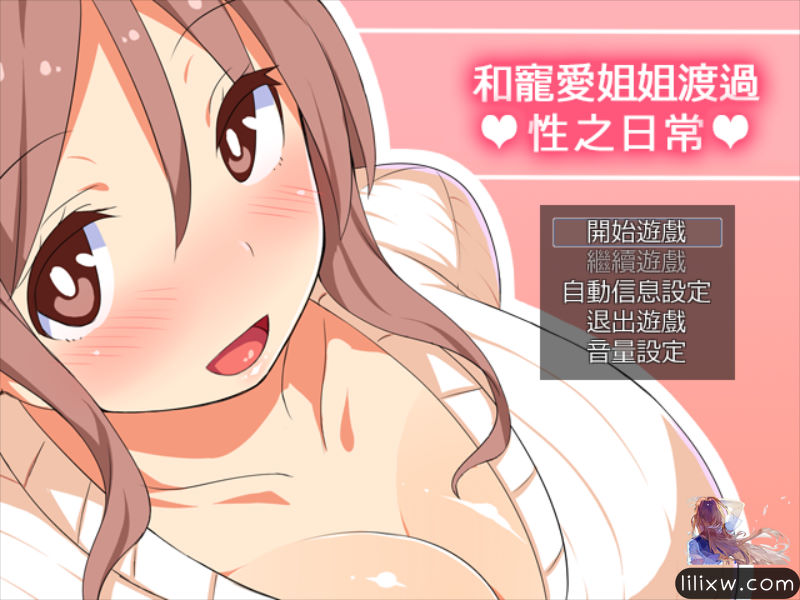 和寵愛姐姐渡過
♥性之日常♥
開始遊戲
繼續遊戲
自動信息設定
退出遊戲
音量設定
lilixw.com